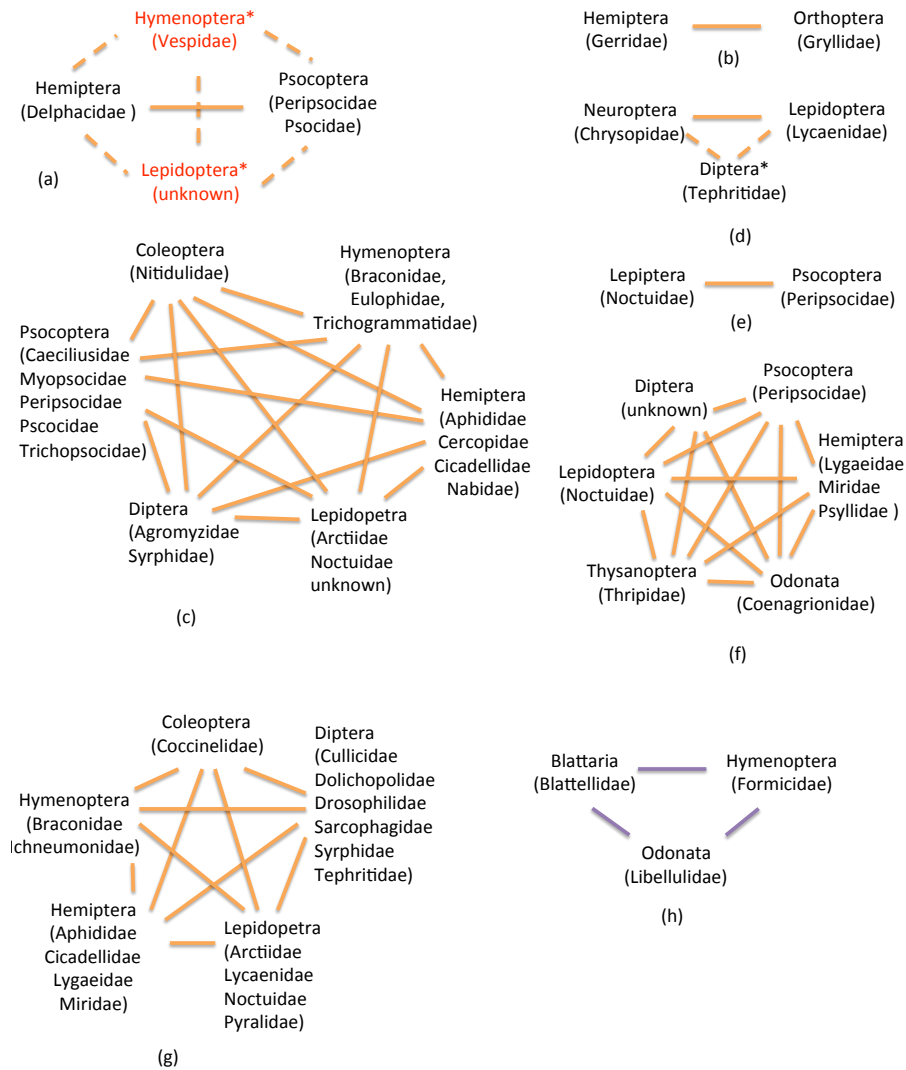 Hymenoptera*
(Vespidae)
Hemiptera
(Delphacidae )
Psocoptera
(Peripsocidae
Psocidae)
Lepidoptera*
(unknown)
(a)
Hemiptera
(Gerridae)
Orthoptera
(Gryllidae)
(b)
Neuroptera
(Chrysopidae)
Lepidoptera
(Lycaenidae)
Diptera*
(Tephritidae)
(d)
Coleoptera
(Nitidulidae)
Hymenoptera
(Braconidae,
Eulophidae,
Trichogrammatidae)
Psocoptera
(Caeciliusidae
Myopsocidae
Peripsocidae
Pscocidae
Trichopsocidae)
Hemiptera
(Aphididae
Cercopidae
Cicadellidae
Nabidae)
Diptera
(Agromyzidae
Syrphidae)
Lepidopetra
(Arctiidae
Noctuidae
unknown)
(c)
Lepiptera
(Noctuidae)
Psocoptera
(Peripsocidae)
(e)
Diptera
(unknown)
Psocoptera
(Peripsocidae)
Lepidoptera
(Noctuidae)
Hemiptera
(Lygaeidae
Miridae
Psyllidae )
Thysanoptera
(Thripidae)
Odonata
(Coenagrionidae)
(f)
Coleoptera
(Coccinelidae)
Diptera
(Cullicidae
Dolichopolidae
Drosophilidae
Sarcophagidae
Syrphidae
Tephritidae)
Hymenoptera
(Braconidae
Ichneumonidae)
Hemiptera
(Aphididae
Cicadellidae
Lygaeidae
Miridae)
Lepidopetra
(Arctiidae
Lycaenidae
Noctuidae
Pyralidae)
(g)
Blattaria
(Blattellidae)
Hymenoptera
(Formicidae)
Odonata
(Libellulidae)
(h)